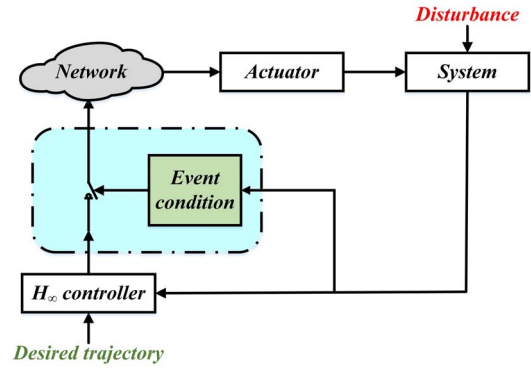 Disturbance
Network
Actuator
System
Event
condition
H∞ controller
Desired trajectory